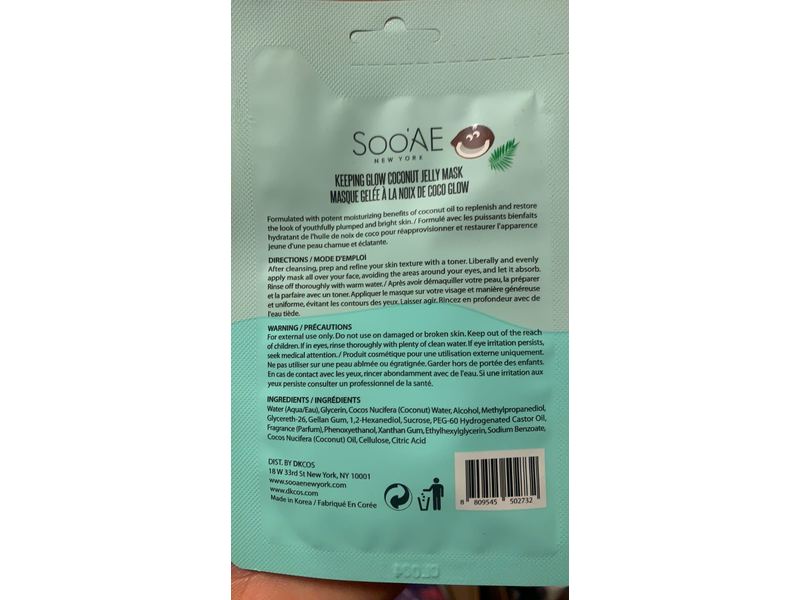 SOO'AE
NEW YORK
KEEPING GLOW COCONUT JELLY MASK
MASQUE GELÉE À LA NOIX DE COCO GLOW
Formulated with potent moisturizing benefits of coconut oil to replenish and restore
the look of youthfully plumped and bright skin. / Formulé avec les puissants bienfaits
hydratant de l'huile de noix de coco pour réapprovisionner et restaurer l'apparence
jeune d'une peau charnue et éclatante.
DIRECTIONS / MODE D'EMPLOI
After cleansing, prep and refine your skin texture with a toner. Liberally and evenly
apply mask all over your face, avoiding the areas around your eyes, and let it absorb.
Rinse off thoroughly with warm water. / Après avoir démaquiller votre peau, la préparer
et la parfaire avec un toner. Appliquer le masque sur votre visage et manière généreuse
et uniforme, évitant les contours des yeux. Laisser agir. Rincez en profondeur avec de
l'eau tiède.
WARNING / PRÉCAUTIONS
For external use only. Do not use on damaged or broken skin. Keep out of the reach
of children. If in eyes, rinse thoroughly with plenty of clean water. If eye irritation persists,
seek medical attention. / Produit cosmétique pour une utilisation externe uniquement.
Ne pas utiliser sur une peau abîmée ou égratignée. Garder hors de portée des enfants.
En cas de contact avec les yeux, rincer abondamment avec de l'eau. Si une irritation aux
yeux persiste consulter un professionnel de la santé.
INGREDIENTS / INGRÉDIENTS
Water (Aqua/Eau), Glycerin, Cocos Nucifera (Coconut) Water, Alcohol, Methylpropanediol,
Glycereth-26, Gellan Gum, 1,2-Hexanediol, Sucrose, PEG-60 Hydrogenated Castor Oil,
Fragrance (Parfum), Phenoxyethanol, Xanthan Gum, Ethylhexylglycerin, Sodium Benzoate,
Cocos Nucifera (Coconut) Oil, Cellulose, Citric Acid
DIST. BY DKCOS
18 W 33rd St New York, NY 10001
www.sooaenewyork.com
www.dkcos.com
Made in Korea / Fabriqué En Corée
8 809545 502732